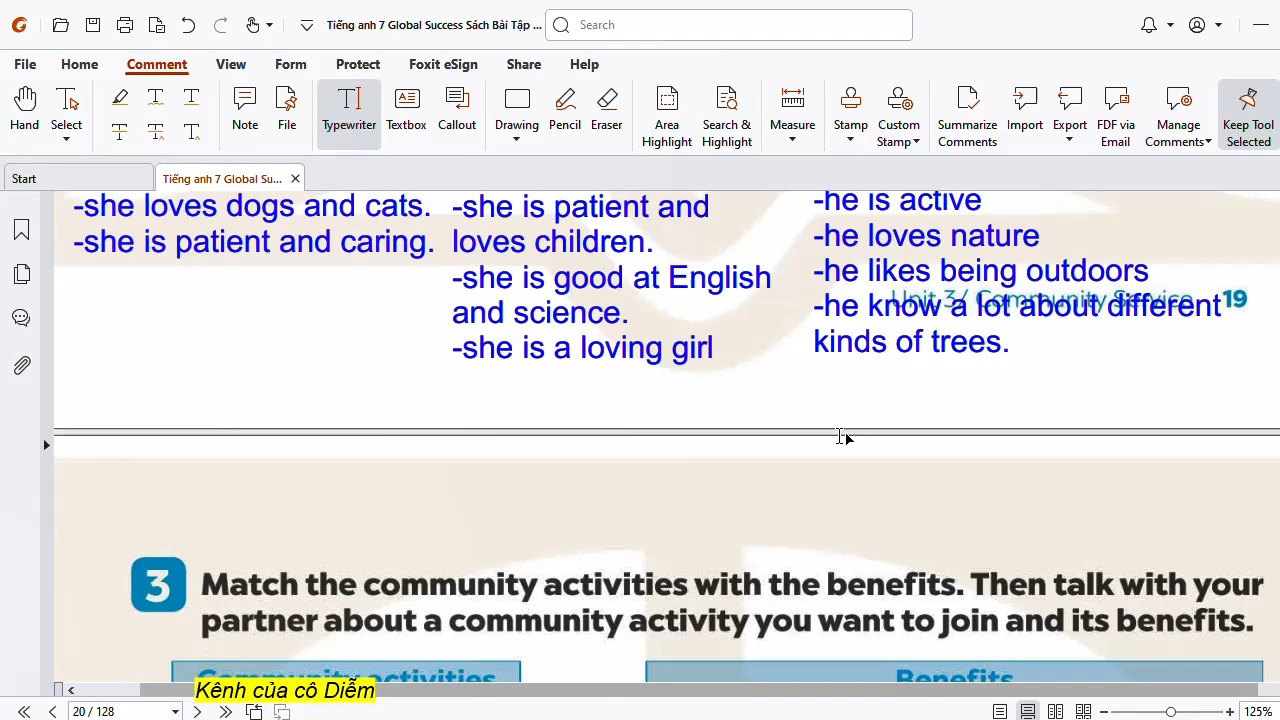 Tiếng anh 7 Global Success Sách Bài Tập ...
Search
File Home Comment View Form Protect Foxit eSign Share Help
Hand Select Note File Typewriter Textbox Callout Drawing Pencil Eraser Area Highlight Search & Highlight Measure Stamp Custom Stamp Summarize Comments Import Export FDF via Email Manage Comments Keep Tool Selected
Start
Tiếng anh 7 Global Su...
-she loves dogs and cats.
-she is patient and caring.
-she is patient and
loves children.
-she is good at English
and science.
-she is a loving girl
-he is active
-he loves nature
-he likes being outdoors
-he know a lot about different
kinds of trees.
Unit 3/ Community Service 19
3 Match the community activities with the benefits. Then talk with your
partner about a community activity you want to join and its benefits.
Community activities
Benefits
Kênh của cô Diễm
20 / 128
125%